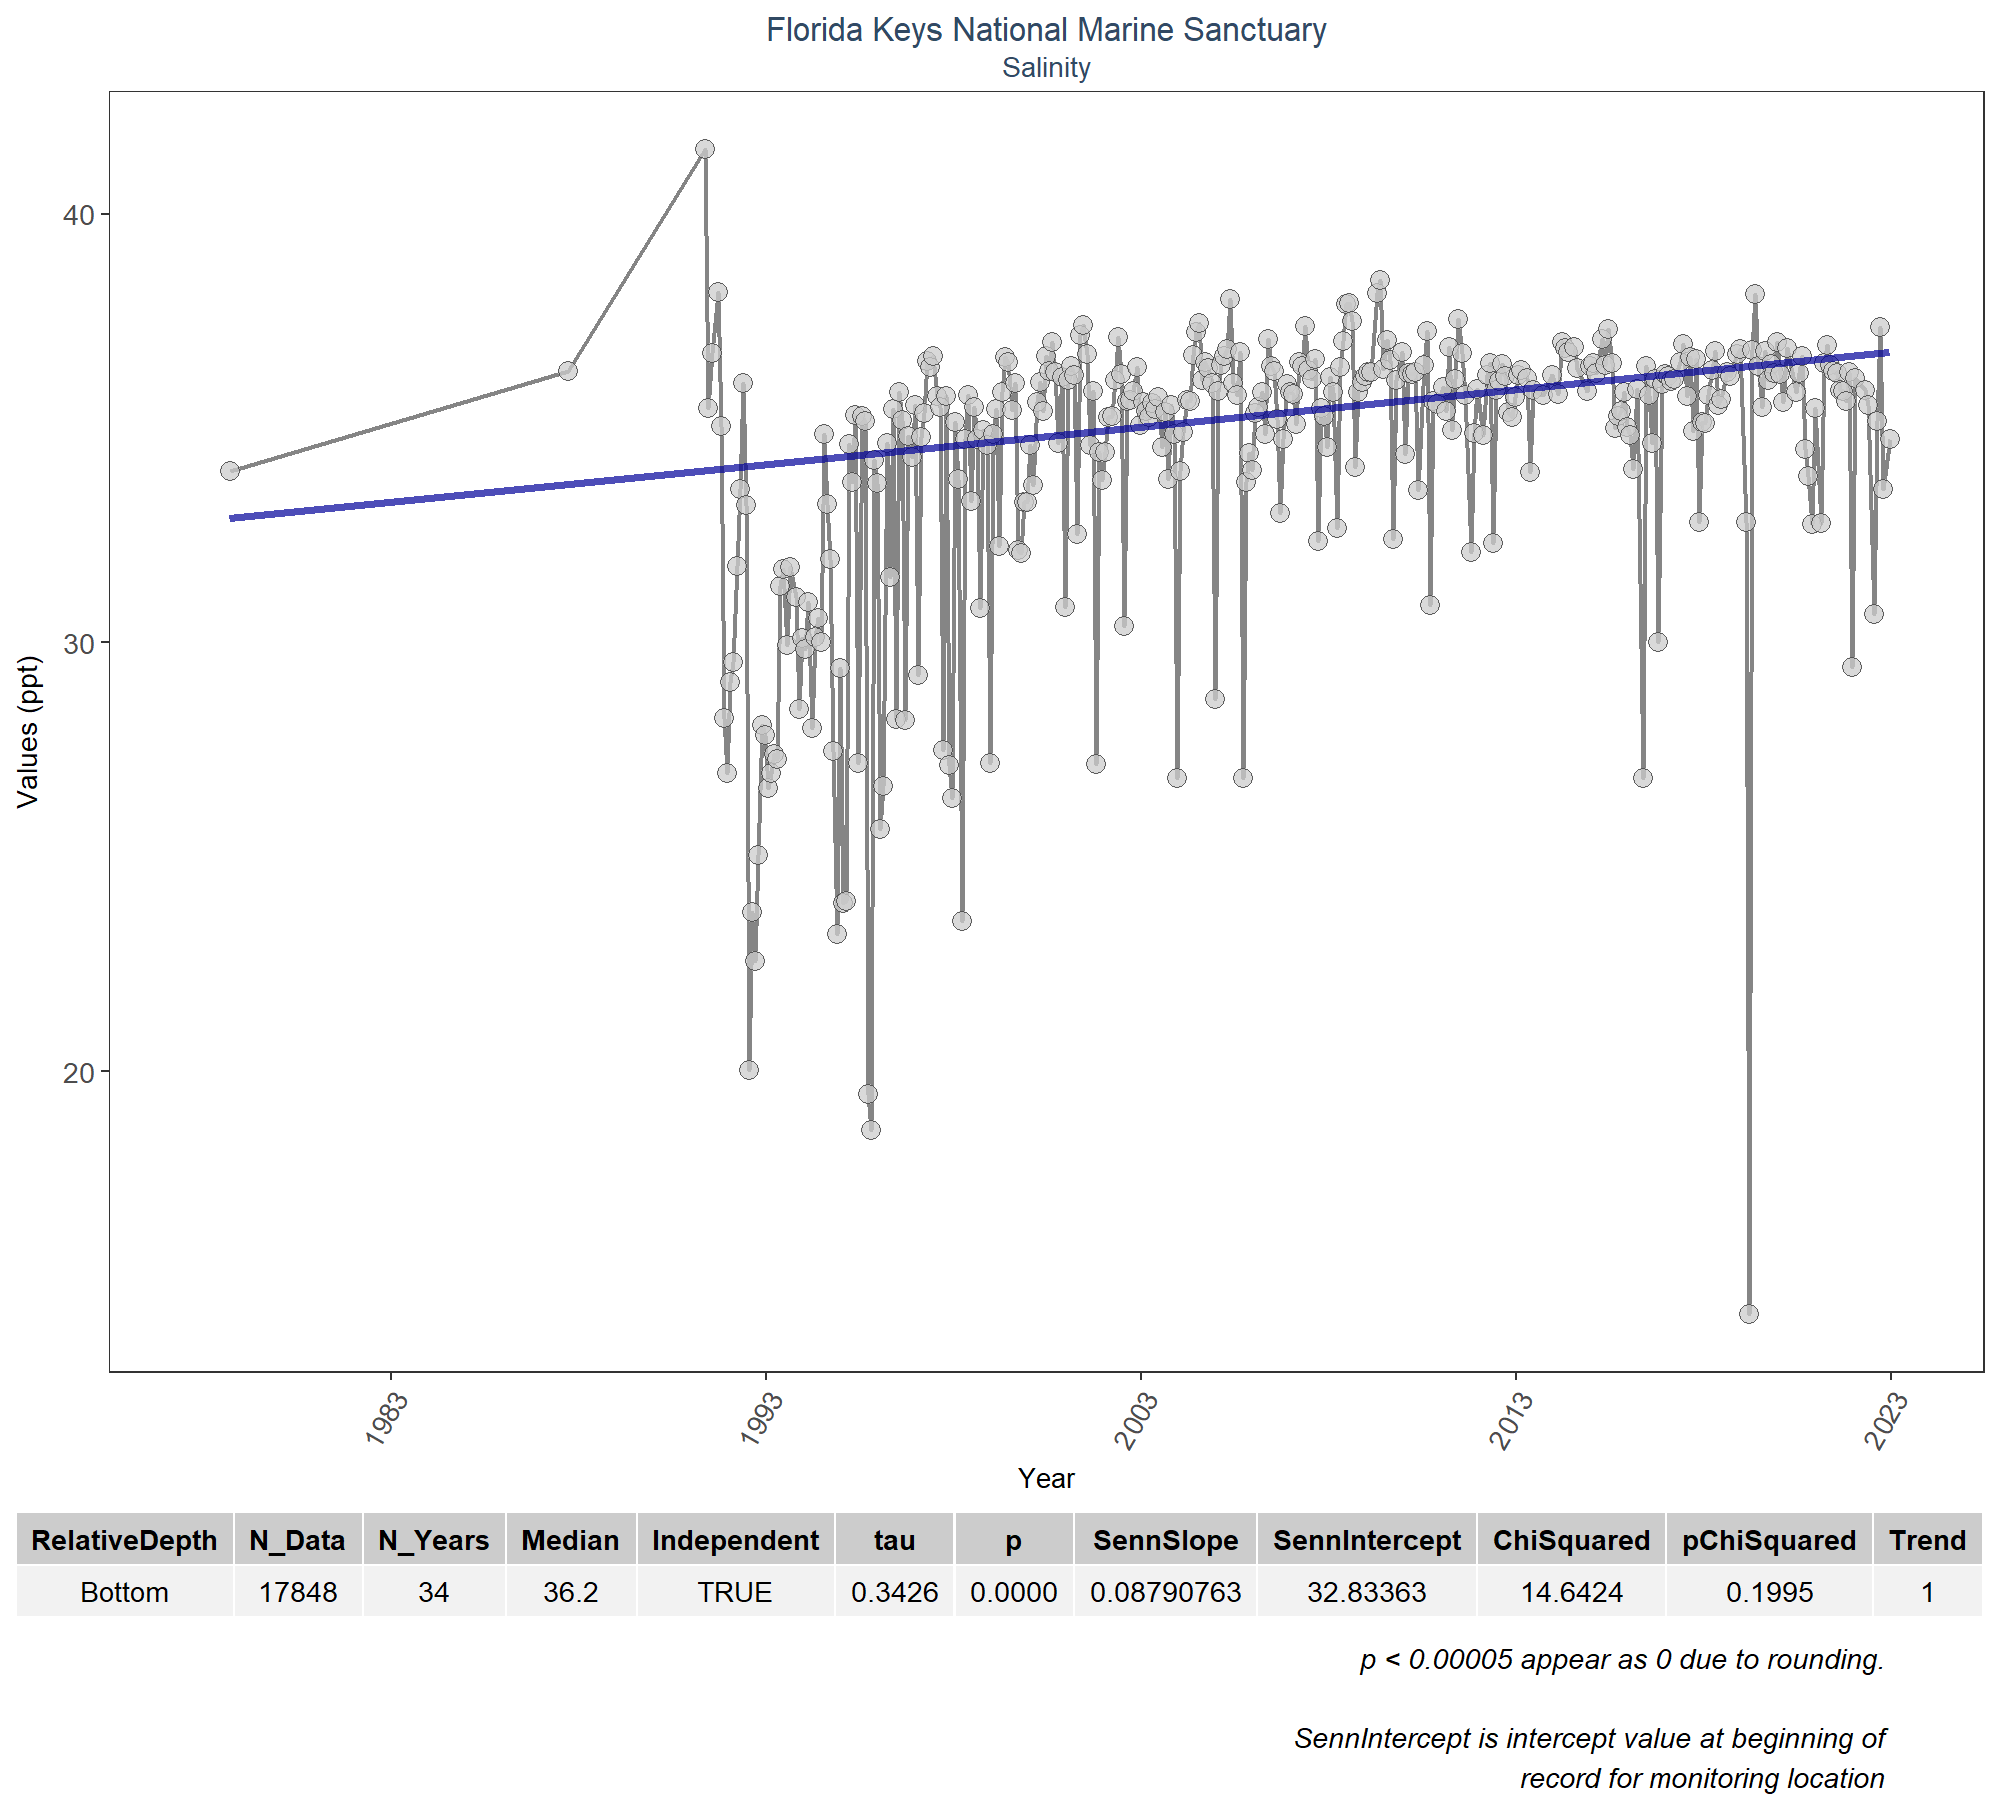 Florida Keys National Marine Sanctuary
Salinity
40
30
20
Values (ppt)
1983
1993
2003
2013
2023
Year
RelativeDepth N_Data N_Years Median Independent tau p SennSlope SennIntercept ChiSquared pChiSquared Trend
Bottom 17848 34 36.2 TRUE 0.3426 0.0000 0.08790763 32.83363 14.6424 0.1995 1
p < 0.00005 appear as 0 due to rounding.
SennIntercept is intercept value at beginning of
record for monitoring location